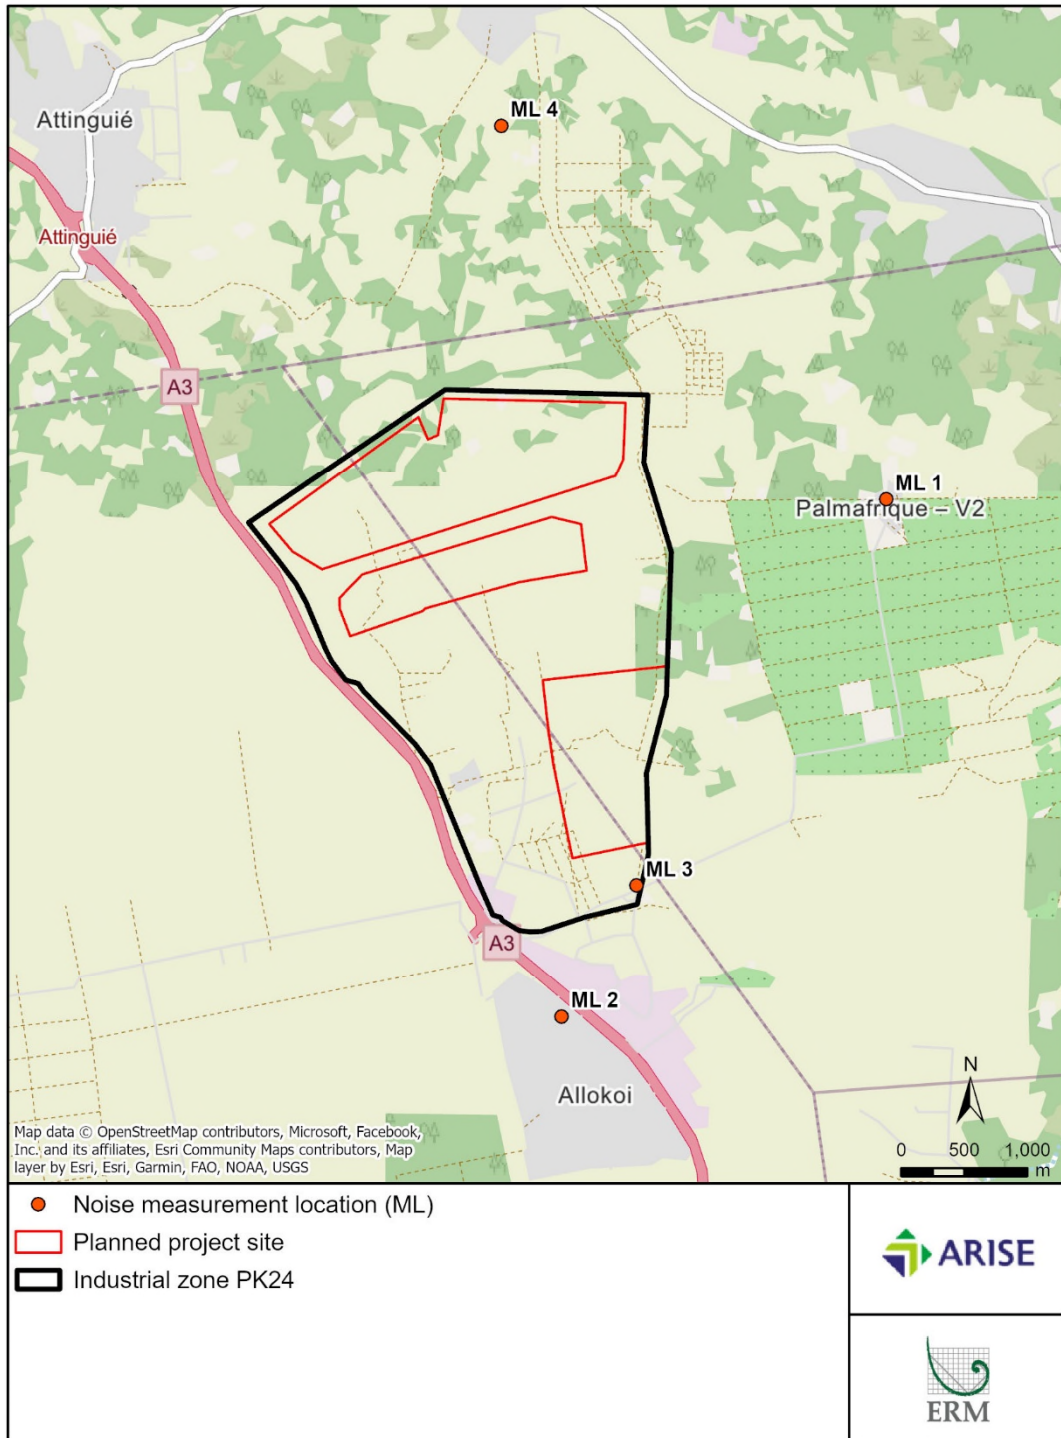 ML 4
Attinguié
Attinguié
A3
ML 1
Palmafrique – V2
ML 3
A3
ML 2
Allokoi
N
Map data © OpenStreetMap contributors, Microsoft, Facebook,
Inc. and its affiliates, Esri Community Maps contributors, Map
layer by Esri, Esri, Garmin, FAO, NOAA, USGS
0 500 1,000
m
Noise measurement location (ML)
Planned project site
Industrial zone PK24
ARISE
ERM